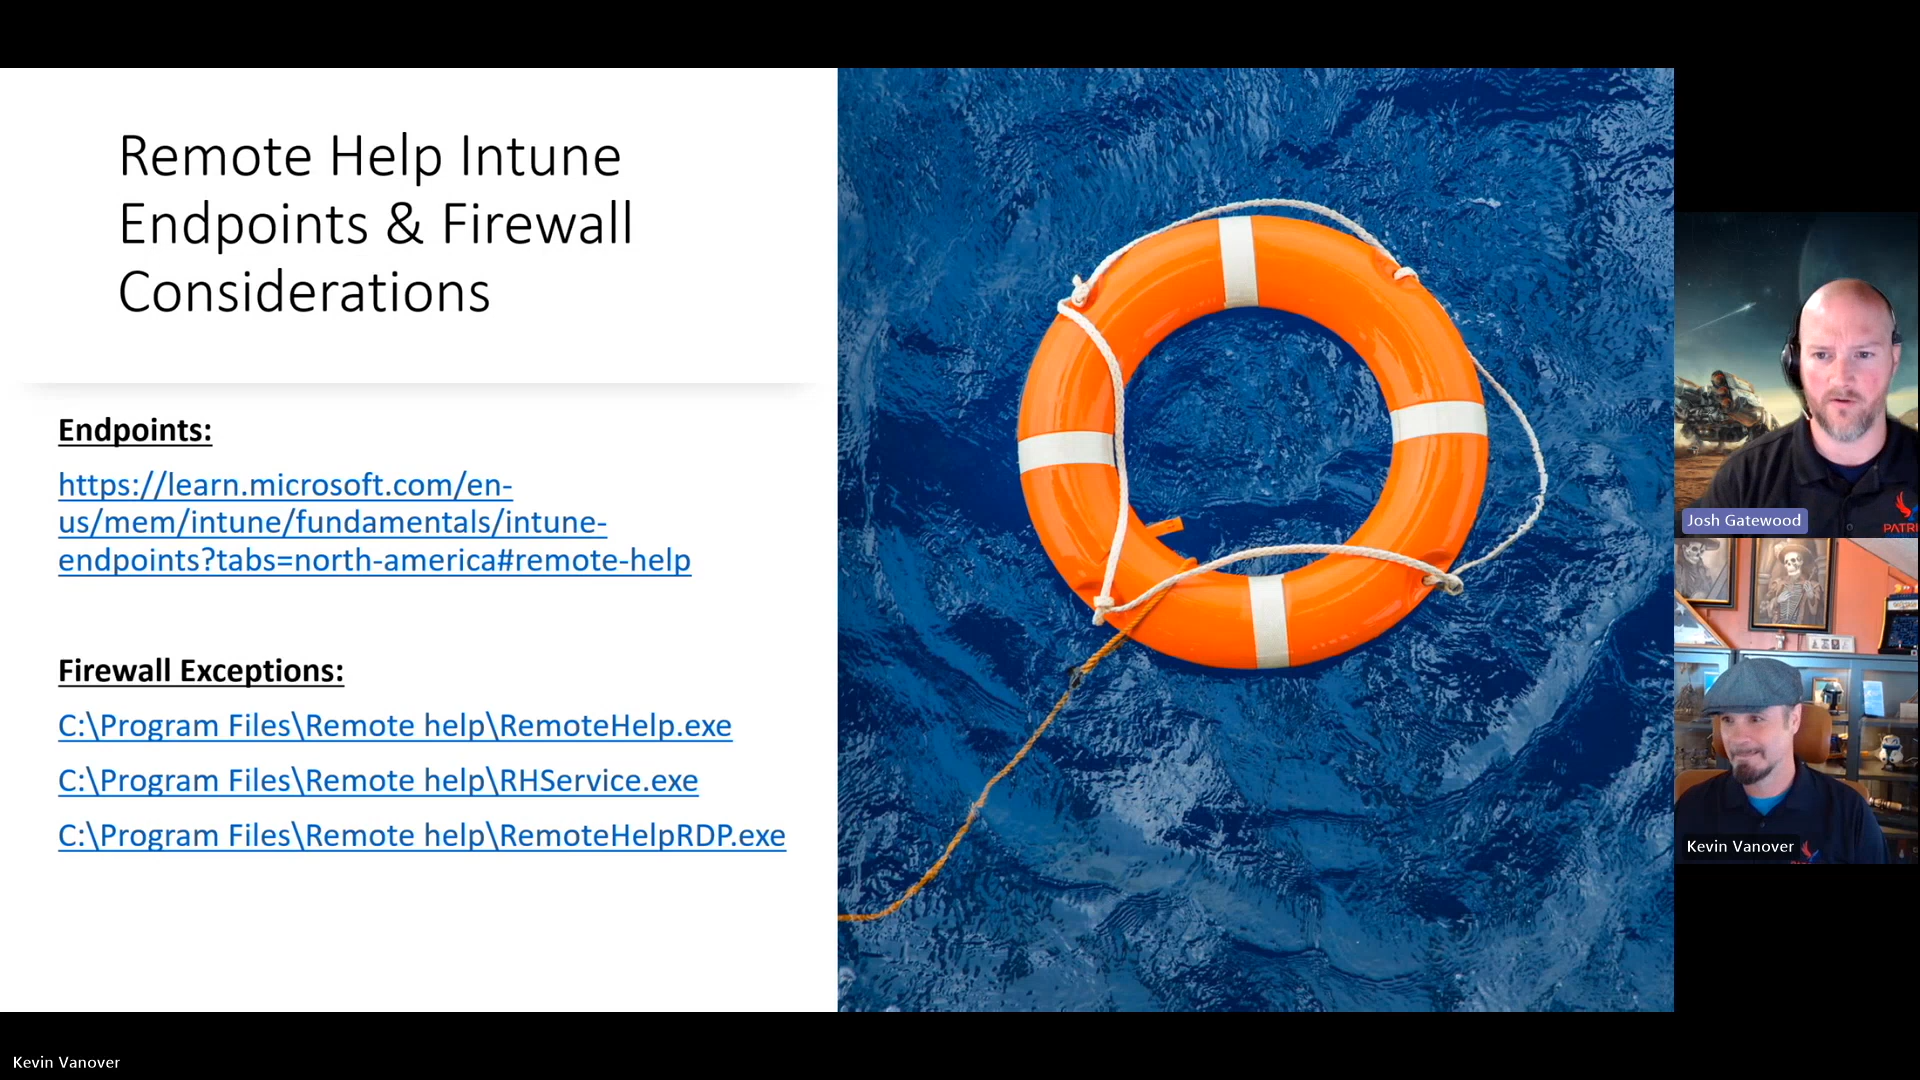 Remote Help Intune
Endpoints & Firewall
Considerations
Endpoints:
https://learn.microsoft.com/en-
us/mem/intune/fundamentals/intune-
endpoints?tabs=north-america#remote-help
Firewall Exceptions:
C:\Program Files\Remote help\RemoteHelp.exe
C:\Program Files\Remote help\RHService.exe
C:\Program Files\Remote help\RemoteHelpRDP.exe
Josh Gatewood
Kevin Vanover
Kevin Vanover